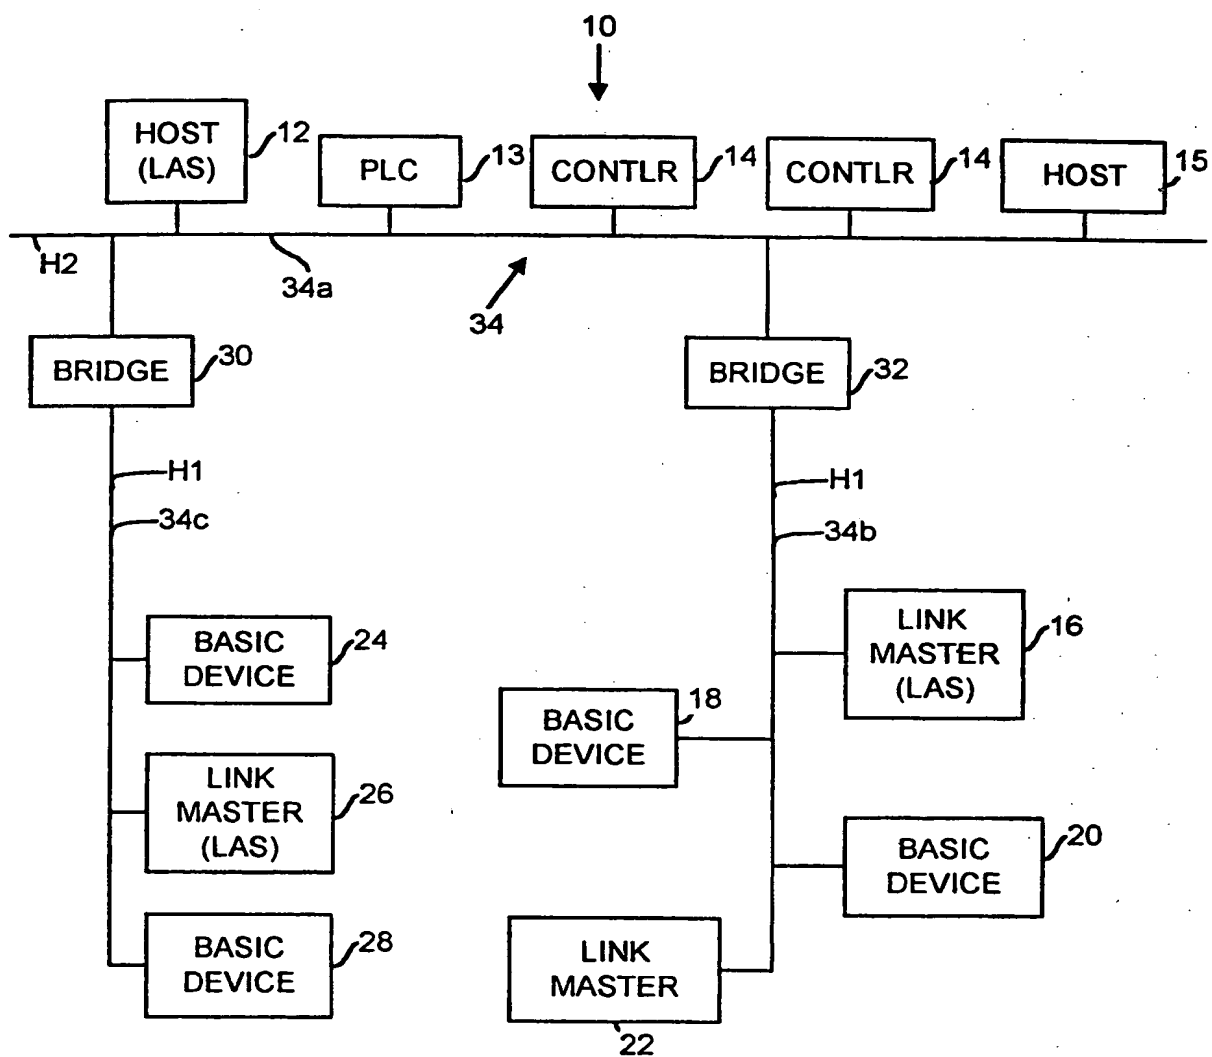 10
HOST
(LAS)
12
PLC
13
CONTLR
14
CONTLR
14
HOST
15
H2
34a
34
BRIDGE
30
BRIDGE
32
H1
34c
H1
34b
BASIC
DEVICE
24
LINK
MASTER
(LAS)
16
BASIC
DEVICE
18
LINK
MASTER
(LAS)
26
BASIC
DEVICE
20
BASIC
DEVICE
28
LINK
MASTER
22